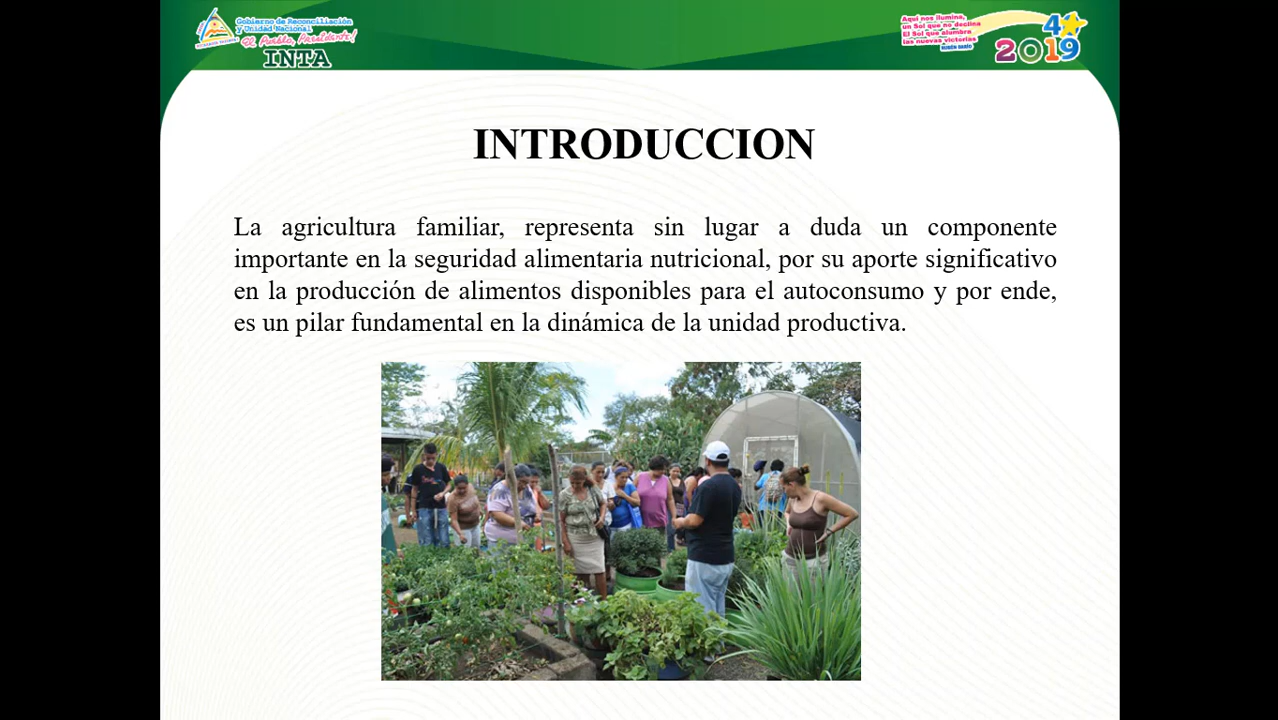 Gobierno de Reconciliación
y Unidad Nacional
El Pueblo, Presidente!
INTA
Aquí nos ilumina,
un Sol que no declina
El Sol que alumbra
las nuevas victorias
RUBÉN DARÍO
4
2019
INTRODUCCION
La agricultura familiar, representa sin lugar a duda un componente
importante en la seguridad alimentaria nutricional, por su aporte significativo
en la producción de alimentos disponibles para el autoconsumo y por ende,
es un pilar fundamental en la dinámica de la unidad productiva.